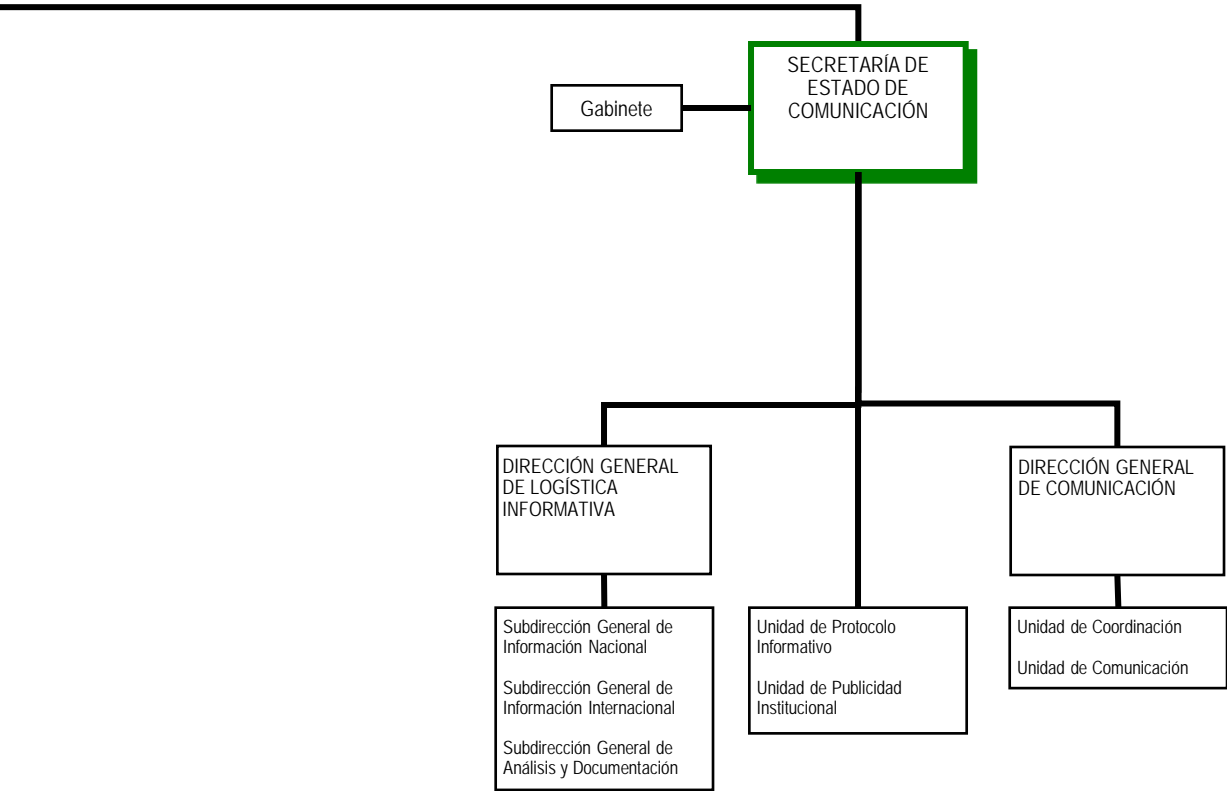 SECRETARÍA DE
ESTADO DE
COMUNICACIÓN
Gabinete
DIRECCIÓN GENERAL
DE LOGÍSTICA
INFORMATIVA
DIRECCIÓN GENERAL
DE COMUNICACIÓN
Subdirección General de
Información Nacional
Subdirección General de
Información Internacional
Subdirección General de
Análisis y Documentación
Unidad de Protocolo
Informativo
Unidad de Publicidad
Institucional
Unidad de Coordinación
Unidad de Comunicación